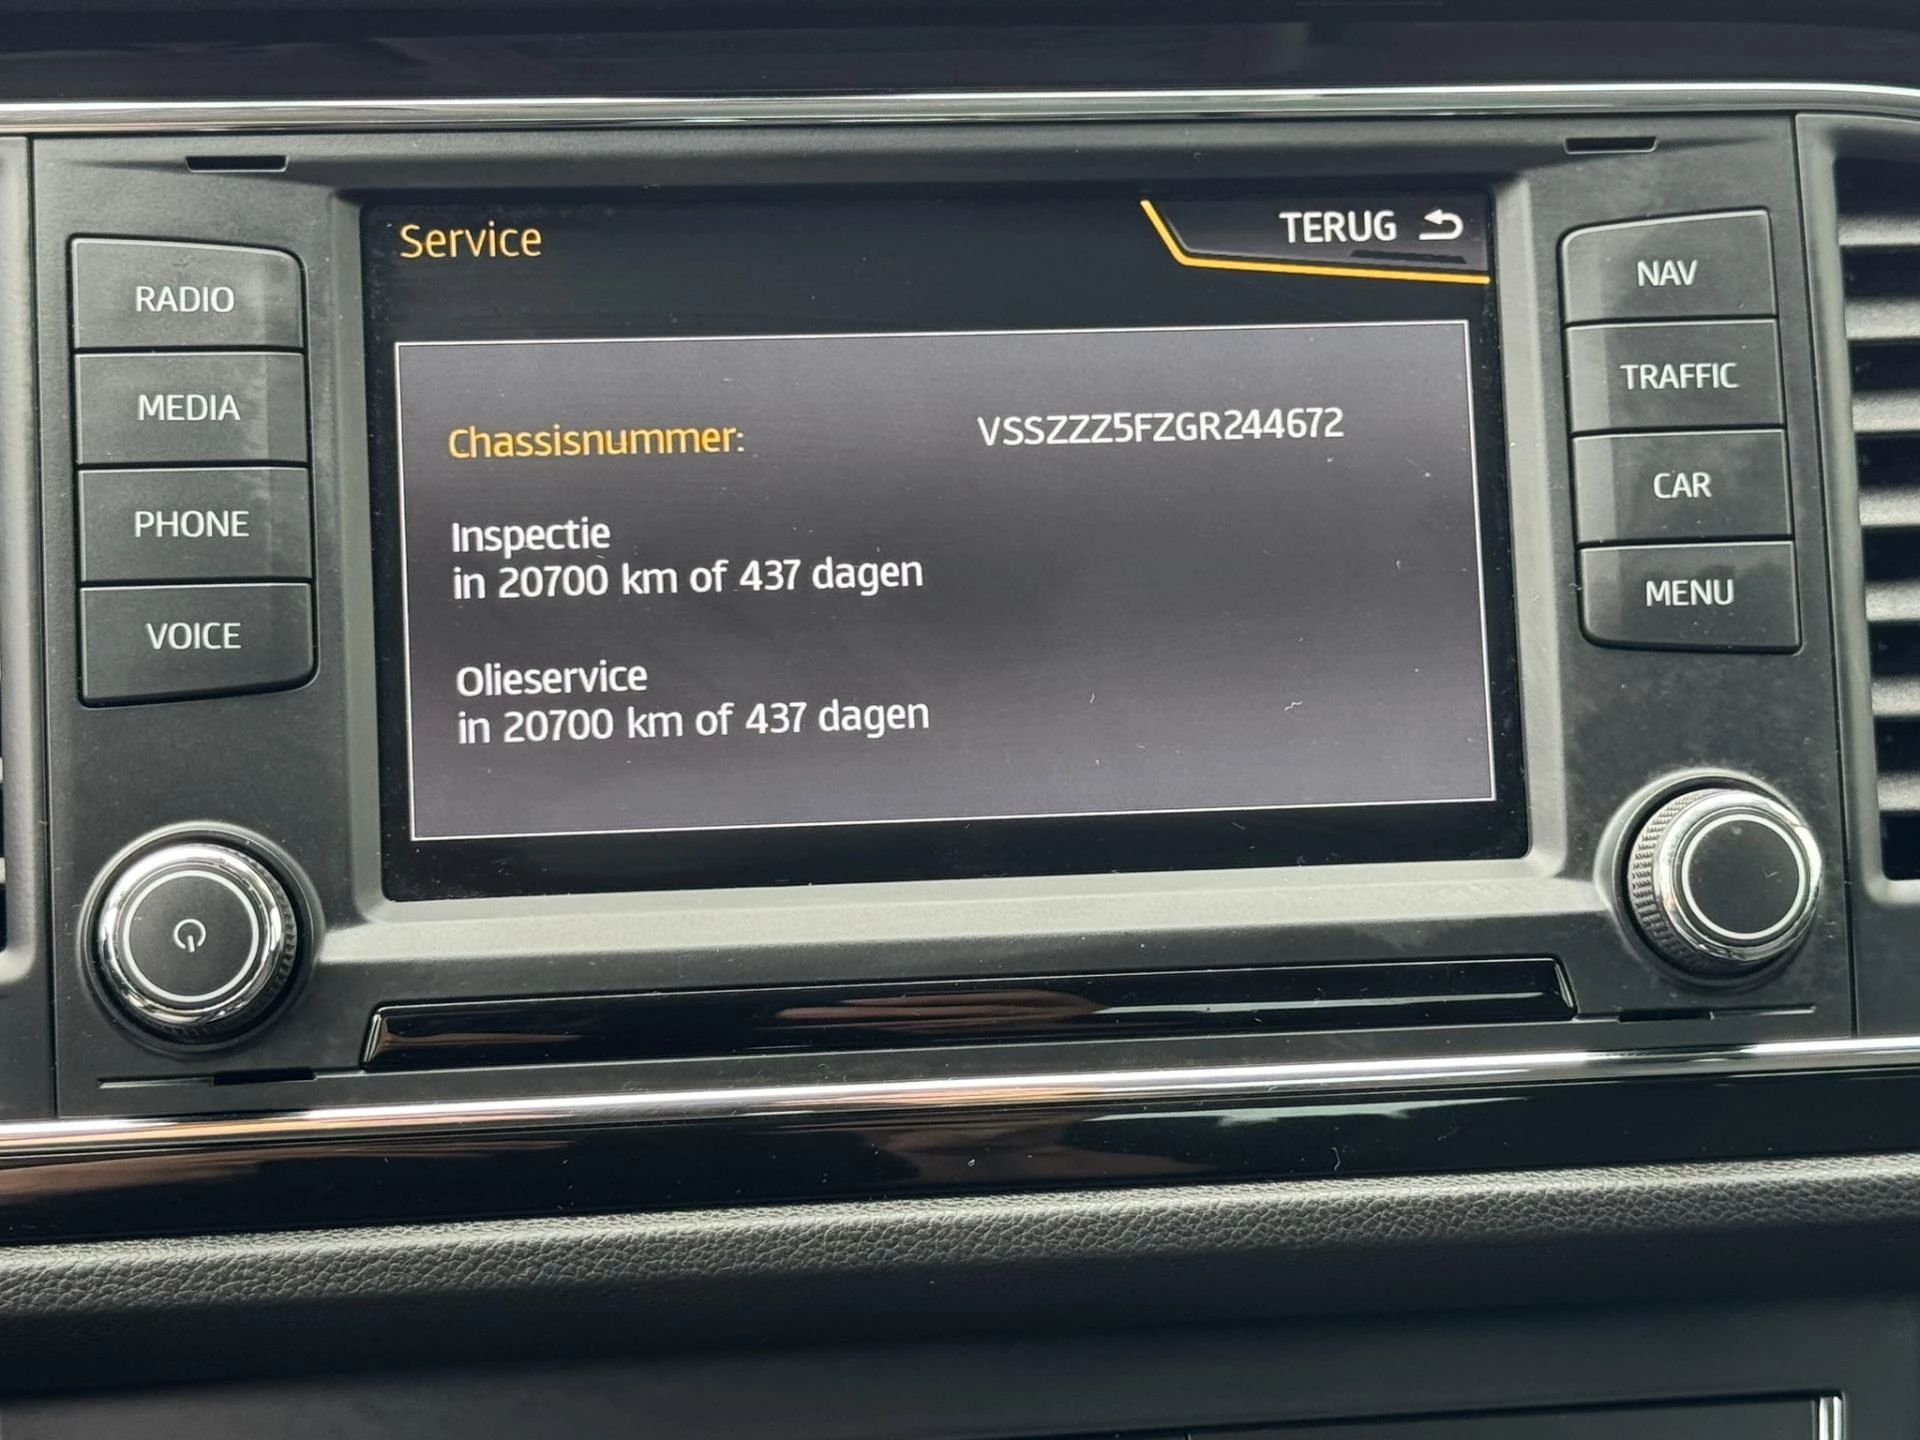 Service
TERUG
RADIO
MEDIA
PHONE
VOICE
Chassisnummer: VSSZZZ5FZGR244672
Inspectie
in 20700 km of 437 dagen
Olieservice
in 20700 km of 437 dagen
NAV
TRAFFIC
CAR
MENU